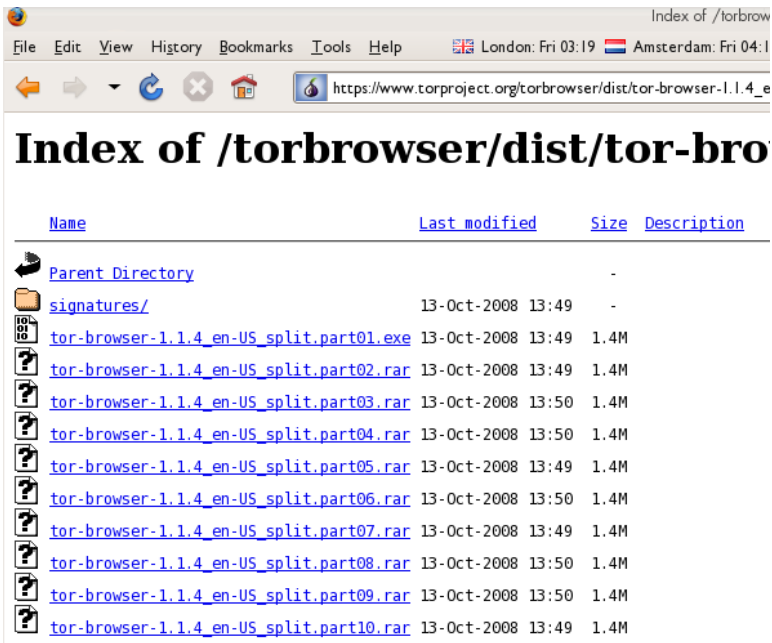 Index of /torbrow
File Edit View History Bookmarks Tools Help London: Fri 03:19 Amsterdam: Fri 04:1
https://www.torproject.org/torbrowser/dist/tor-browser-1.1.4_e
Index of /torbrowser/dist/tor-bro
Name Last modified Size Description
Parent Directory -
signatures/ 13-Oct-2008 13:49 -
tor-browser-1.1.4_en-US_split.part01.exe 13-Oct-2008 13:49 1.4M
tor-browser-1.1.4_en-US_split.part02.rar 13-Oct-2008 13:49 1.4M
tor-browser-1.1.4_en-US_split.part03.rar 13-Oct-2008 13:50 1.4M
tor-browser-1.1.4_en-US_split.part04.rar 13-Oct-2008 13:50 1.4M
tor-browser-1.1.4_en-US_split.part05.rar 13-Oct-2008 13:49 1.4M
tor-browser-1.1.4_en-US_split.part06.rar 13-Oct-2008 13:50 1.4M
tor-browser-1.1.4_en-US_split.part07.rar 13-Oct-2008 13:49 1.4M
tor-browser-1.1.4_en-US_split.part08.rar 13-Oct-2008 13:50 1.4M
tor-browser-1.1.4_en-US_split.part09.rar 13-Oct-2008 13:50 1.4M
tor-browser-1.1.4_en-US_split.part10.rar 13-Oct-2008 13:49 1.4M